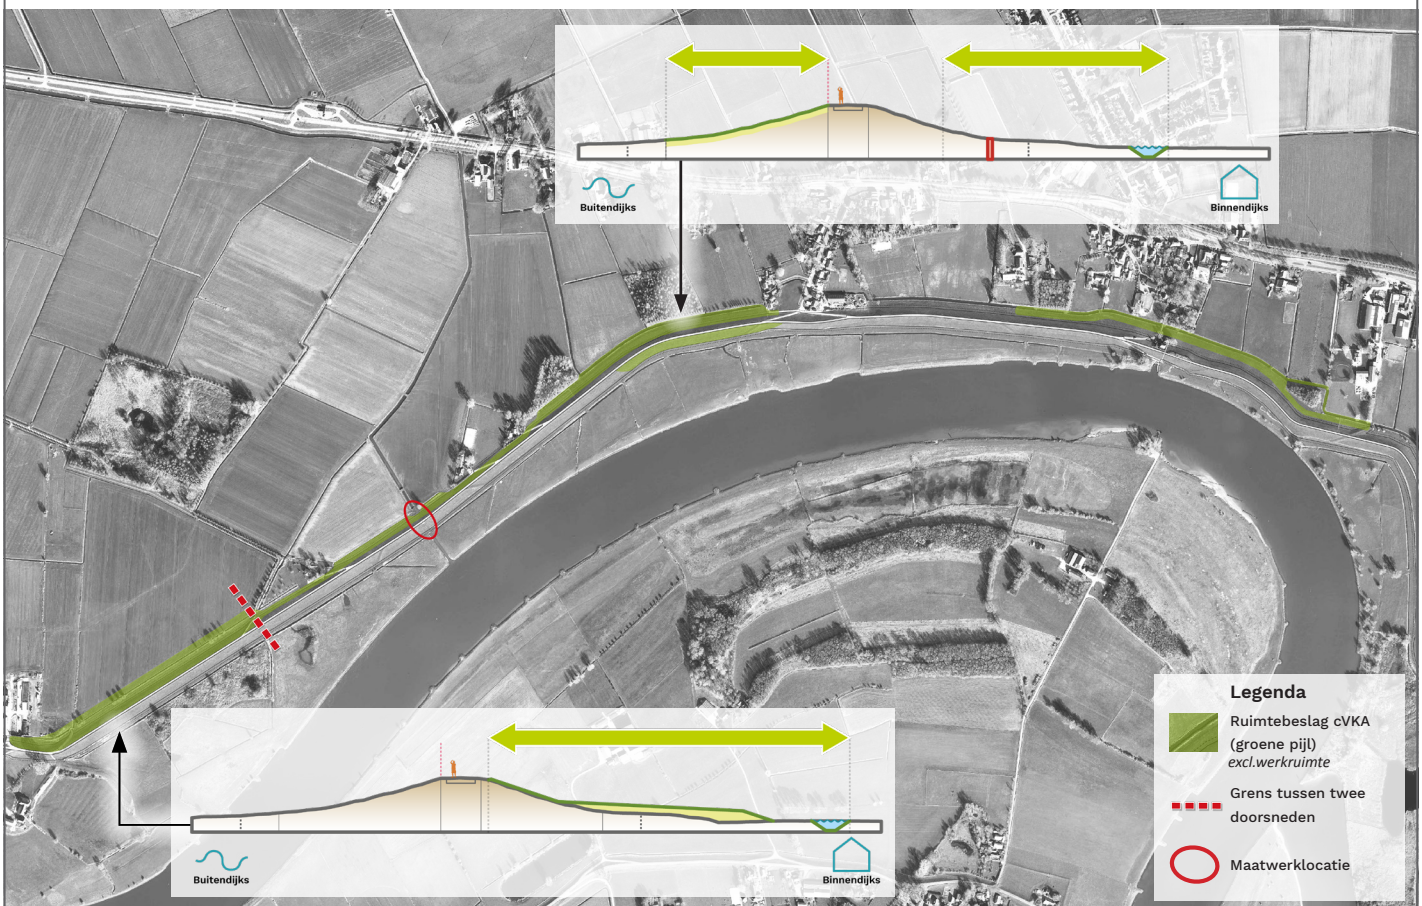 Buitendijks
Binnendijks
Buitendijks
Binnendijks
Legenda
Ruimtebeslag cVKA
(groene pijl)
excl.werkruimte
Grens tussen twee
doorsneden
Maatwerklocatie